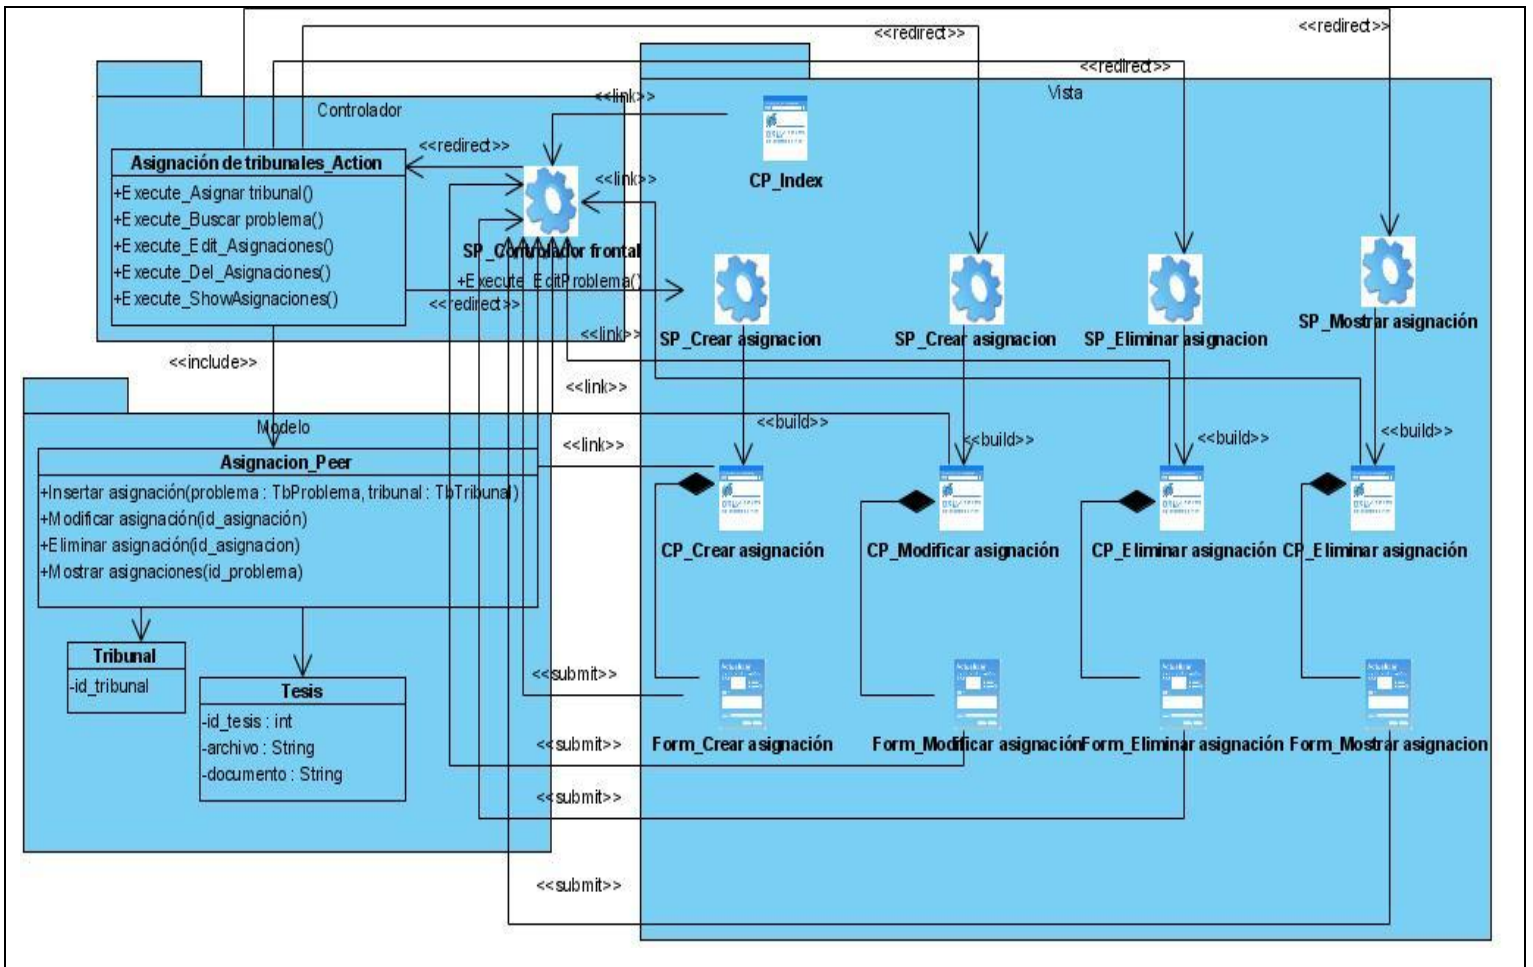 <<redirect>>
<<redirect>>
<<redirect>>
Controlador
<<link>>
Vista
<<redirect>>
Asignación de tribunales_Action
+Execute_Asignar tribunal()
+Execute_Buscar problema()
+Execute_Edit_Asignaciones()
+Execute_Del_Asignaciones()
+Execute_ShowAsignaciones()
<<link>>
CP_Index
SP_Controlador frontal
+Execute_EditProblema()
<<redirect>>
<<link>>
SP_Crear asignacion
SP_Crear asignacion
SP_Eliminar asignacion
SP_Mostrar asignación
<<include>>
<<link>>
Modelo
<<build>>
<<build>>
<<build>>
<<build>>
<<link>>
Asignacion_Peer
+Insertar asignación(problema : TbProblema, tribunal : TbTribunal)
+Modificar asignación(id_asignación)
+Eliminar asignación(id_asignacion)
+Mostrar asignaciones(id_problema)
CP_Crear asignación
CP_Modificar asignación
CP_Eliminar asignación
CP_Eliminar asignación
Tribunal
-id_tribunal
Tesis
-id_tesis : int
-archivo : String
-documento : String
<<submit>>
Form_Crear asignación
Form_Modificar asignación
Form_Eliminar asignación
Form_Mostrar asignacion
<<submit>>
<<submit>>
<<submit>>